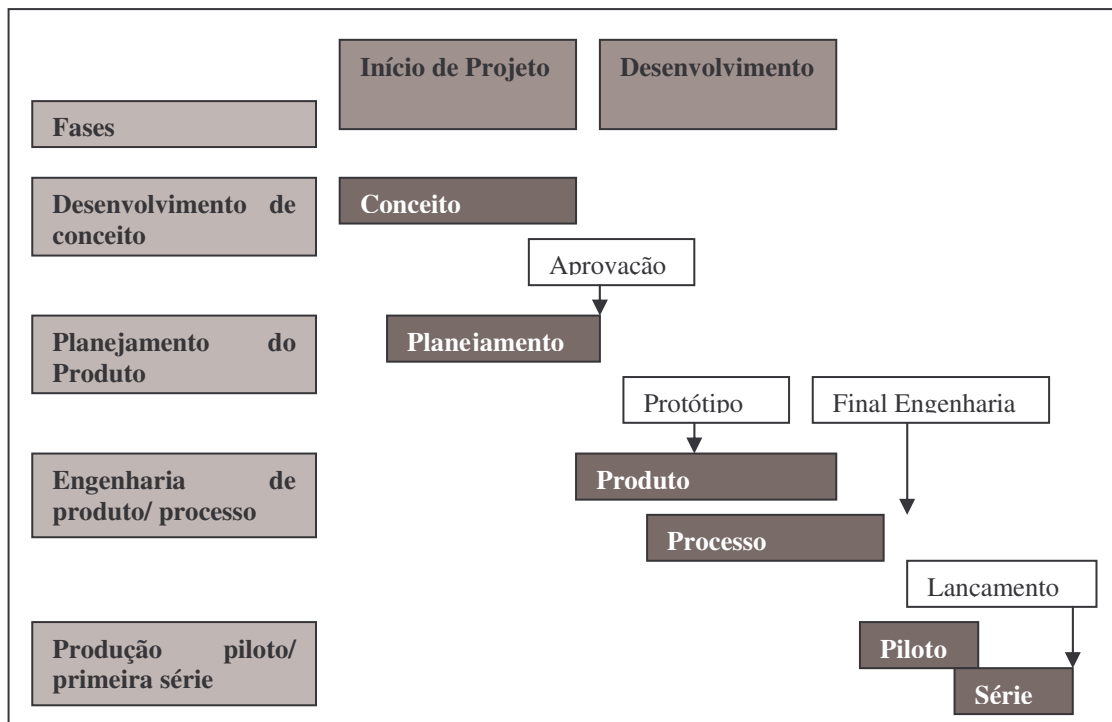 Início de Projeto
Desenvolvimento
Fases
Desenvolvimento de
conceito
Conceito
Aprovação
Planejamento do
Produto
Planejamento
Protótipo
Final Engenharia
Engenharia de
produto/ processo
Produto
Processo
Lançamento
Produção piloto/
primeira série
Piloto
Série